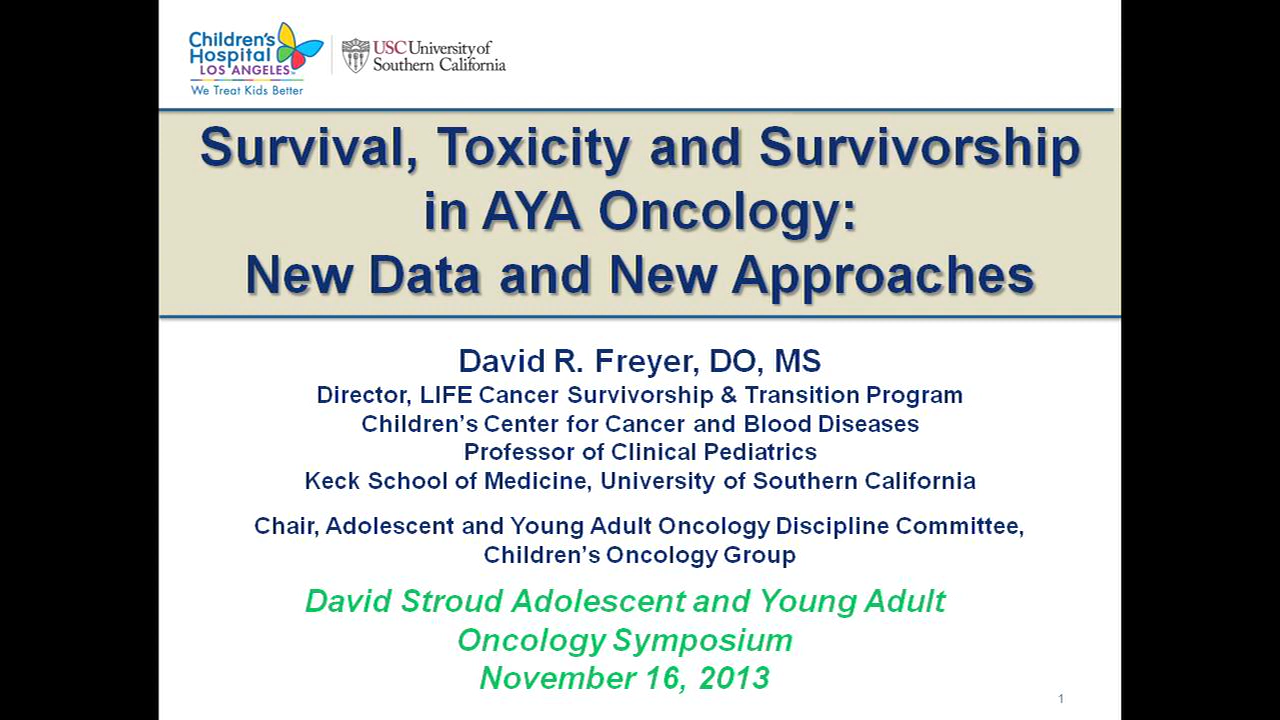 Children's
Hospital
LOS ANGELES
We Treat Kids Better
USC University of
Southern California
Survival, Toxicity and Survivorship
in AYA Oncology:
New Data and New Approaches
David R. Freyer, DO, MS
Director, LIFE Cancer Survivorship & Transition Program
Children's Center for Cancer and Blood Diseases
Professor of Clinical Pediatrics
Keck School of Medicine, University of Southern California
Chair, Adolescent and Young Adult Oncology Discipline Committee,
Children's Oncology Group
David Stroud Adolescent and Young Adult
Oncology Symposium
November 16, 2013
1